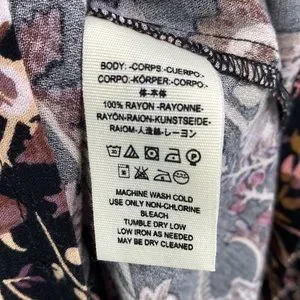 BODY: -CORPS -CUERPO-
CORPO -KÖRPER -CORPO-
体 -本体
100% RAYON -RAYONNE-
RAYÓN-RAION-KUNSTSEIDE-
RAIOM -人造絲 -レーヨン
MACHINE WASH COLD
USE ONLY NON-CHLORINE
BLEACH
TUMBLE DRY LOW
LOW IRON AS NEEDED
MAY BE DRY CLEANED